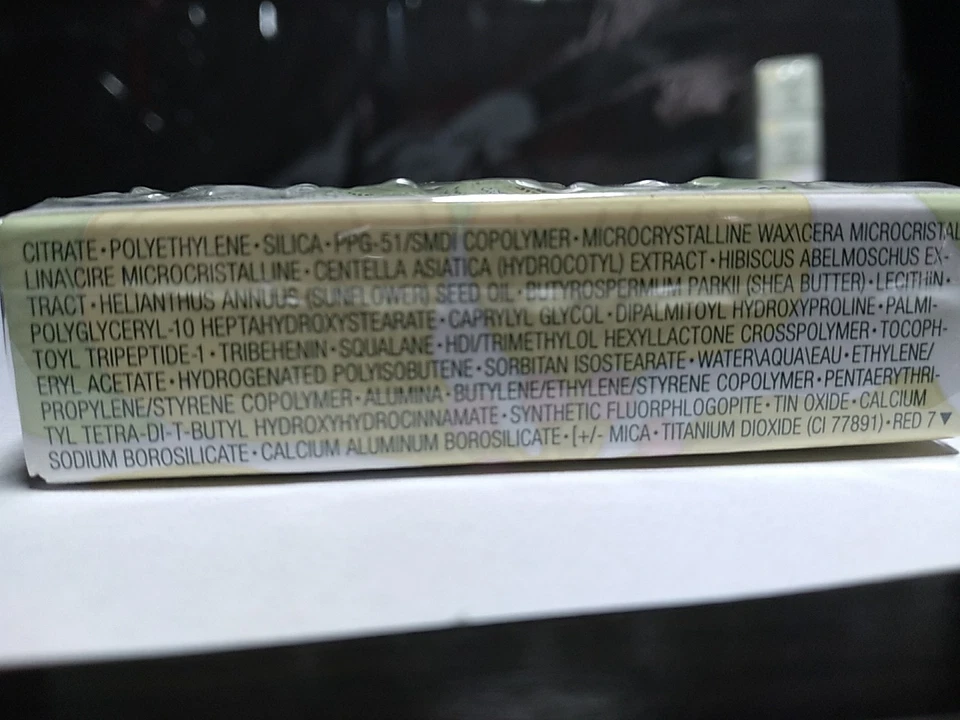 CITRATE • POLYETHYLENE • SILICA • PPG-51/SMDI COPOLYMER • MICROCRYSTALLINE WAX\CERA MICROCRISTAL
LINA\CIRE MICROCRISTALLINE • CENTELLA ASIATICA (HYDROCOTYL) EXTRACT • HIBISCUS ABELMOSCHUS EX-
TRACT • HELIANTHUS ANNUUS (SUNFLOWER) SEED OIL • BUTYROSPERMUM PARKII (SHEA BUTTER) • LECITHIN •
POLYGLYCERYL-10 HEPTAHYDROXYSTEARATE • CAPRYLYL GLYCOL • DIPALMITOYL HYDROXYPROLINE • PALMI-
TOYL TRIPEPTIDE-1 • TRIBEHENIN • SQUALANE • HDI/TRIMETHYLOL HEXYLLACTONE CROSSPOLYMER • TOCOPH-
ERYL ACETATE • HYDROGENATED POLYISOBUTENE • SORBITAN ISOSTEARATE • WATER\AQUA\EAU • ETHYLENE/
PROPYLENE/STYRENE COPOLYMER • ALUMINA • BUTYLENE/ETHYLENE/STYRENE COPOLYMER • PENTAERYTHRI-
TYL TETRA-DI-T-BUTYL HYDROXYHYDROCINNAMATE • SYNTHETIC FLUORPHLOGOPITE • TIN OXIDE • CALCIUM
SODIUM BOROSILICATE • CALCIUM ALUMINUM BOROSILICATE • [+/- MICA • TITANIUM DIOXIDE (CI 77891) • RED 7 ▼